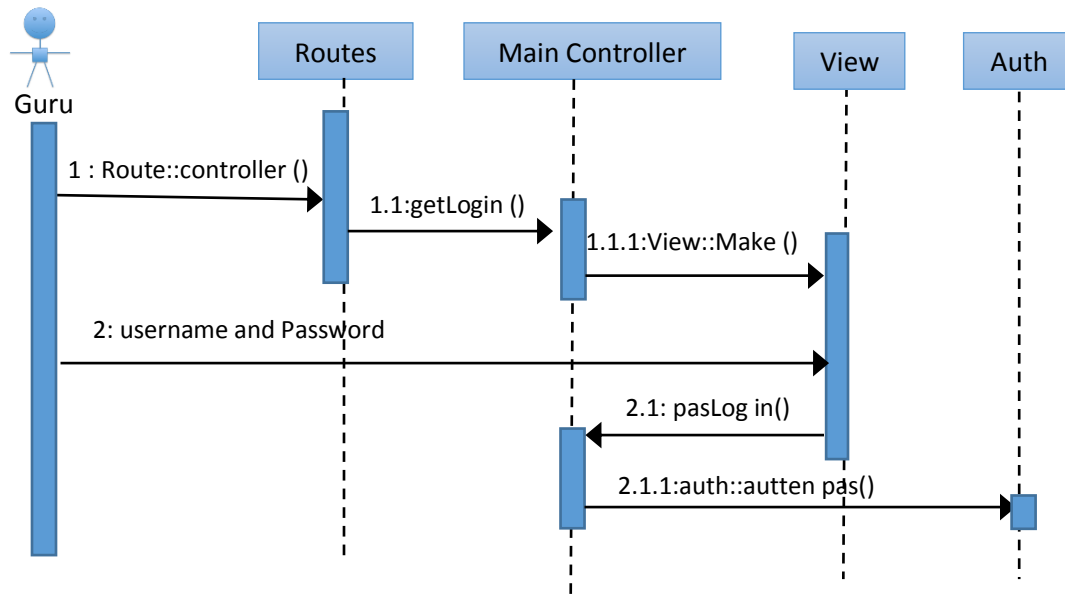 Routes
Main Controller
View
Auth
Guru
1 : Route::controller ()
1.1:getLogin ()
1.1.1:View::Make ()
2: username and Password
2.1: pasLog in()
2.1.1:auth::autten pas()